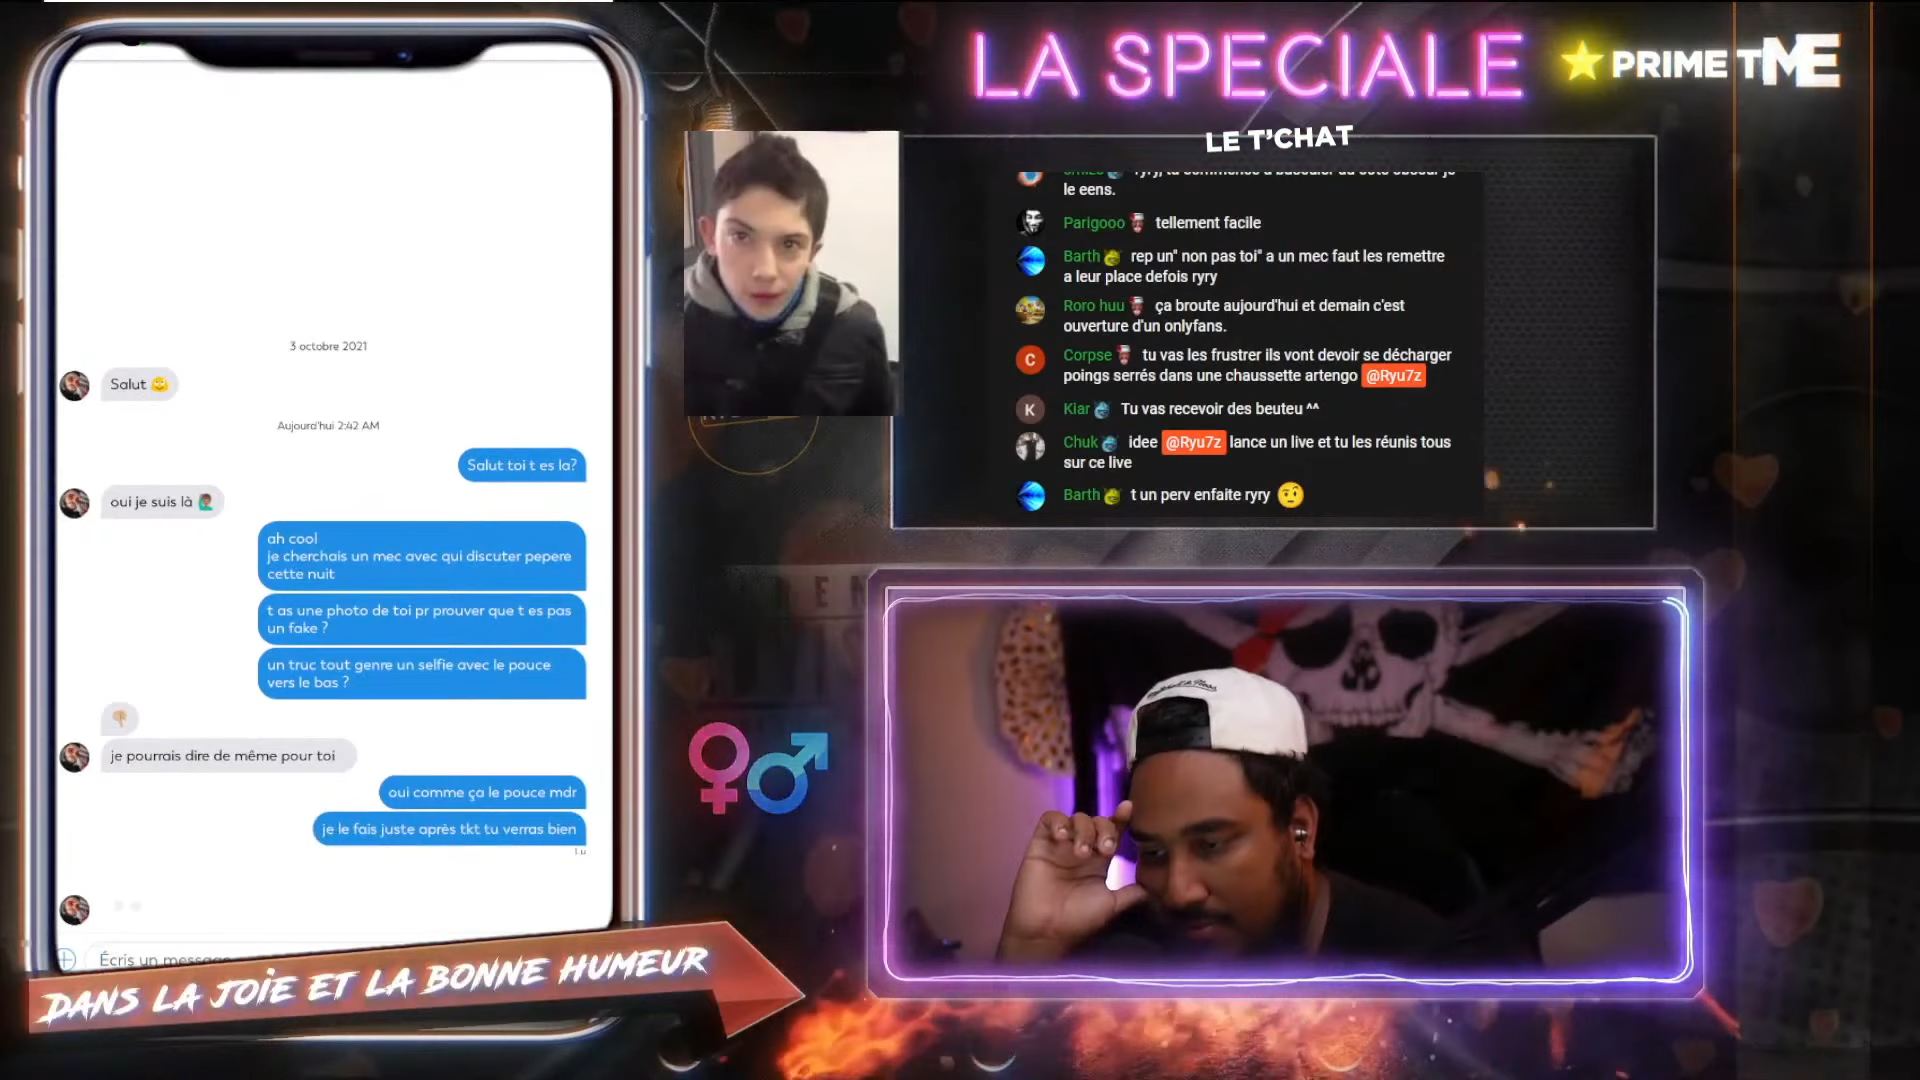 LA SPECIALE
PRIME TME
LE T'CHAT
le eens.
Parigooo tellement facile
Barth rep un" non pas toi" a un mec faut les remettre
a leur place defois ryry
Roro huu ça broute aujourd'hui et demain c'est
ouverture d'un onlyfans.
C
Corpse tu vas les frustrer ils vont devoir se décharger
poings serrés dans une chaussette artengo @Ryu7z
K
Kiar Tu vas recevoir des beuteu ^^
Chuk idee @Ryu7z lance un live et tu les réunis tous
sur ce live
Barth t un perv enfaite ryry
3 octobre 2021
Salut
Aujourd'hui 2:42 AM
Salut toi t es la?
oui je suis là
ah cool
je cherchais un mec avec qui discuter pepere
cette nuit
t as une photo de toi pr prouver que t es pas
un fake ?
un truc tout genre un selfie avec le pouce
vers le bas ?
je pourrais dire de même pour toi
oui comme ça le pouce mdr
je le fais juste après tkt tu verras bien
Lu
Écris un message
DANS LA JOIE ET LA BONNE HUMEUR